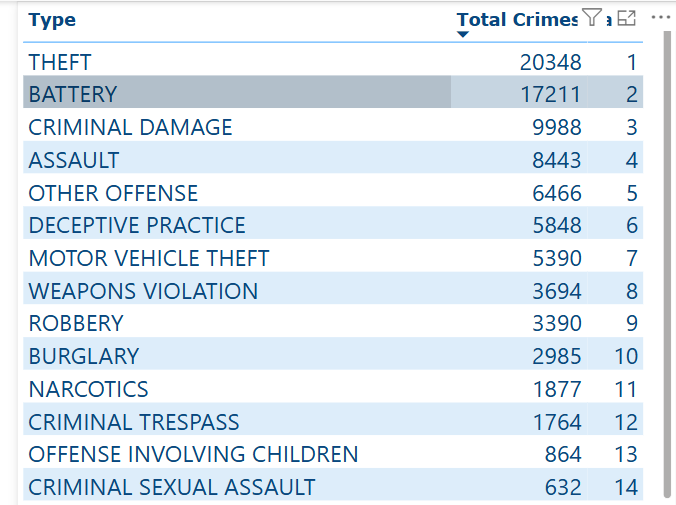 Type Total Crimes
THEFT 20348 1
BATTERY 17211 2
CRIMINAL DAMAGE 9988 3
ASSAULT 8443 4
OTHER OFFENSE 6466 5
DECEPTIVE PRACTICE 5848 6
MOTOR VEHICLE THEFT 5390 7
WEAPONS VIOLATION 3694 8
ROBBERY 3390 9
BURGLARY 2985 10
NARCOTICS 1877 11
CRIMINAL TRESPASS 1764 12
OFFENSE INVOLVING CHILDREN 864 13
CRIMINAL SEXUAL ASSAULT 632 14